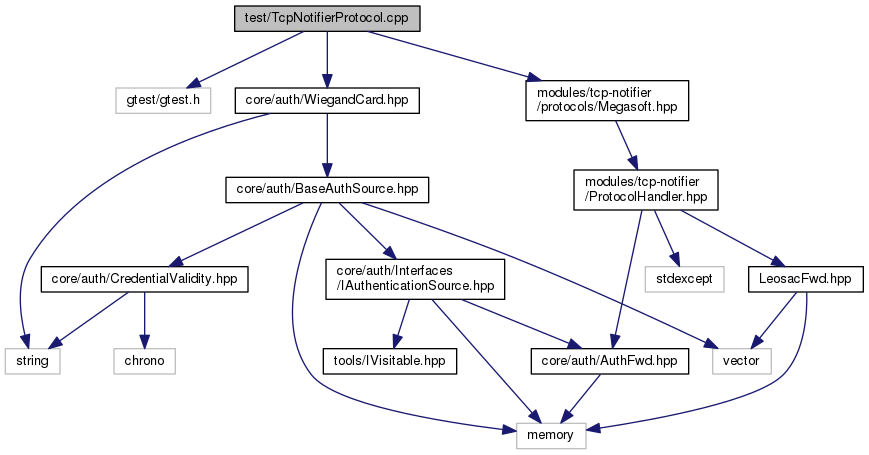 test/TcpNotifierProtocol.cpp
gtest/gtest.h
core/auth/WiegandCard.hpp
modules/tcp-notifier
/protocols/Megasoft.hpp
core/auth/BaseAuthSource.hpp
modules/tcp-notifier
/ProtocolHandler.hpp
core/auth/CredentialValidity.hpp
core/auth/Interfaces
/IAuthenticationSource.hpp
stdexcept
LeosacFwd.hpp
string
chrono
tools/IVisitable.hpp
core/auth/AuthFwd.hpp
vector
memory